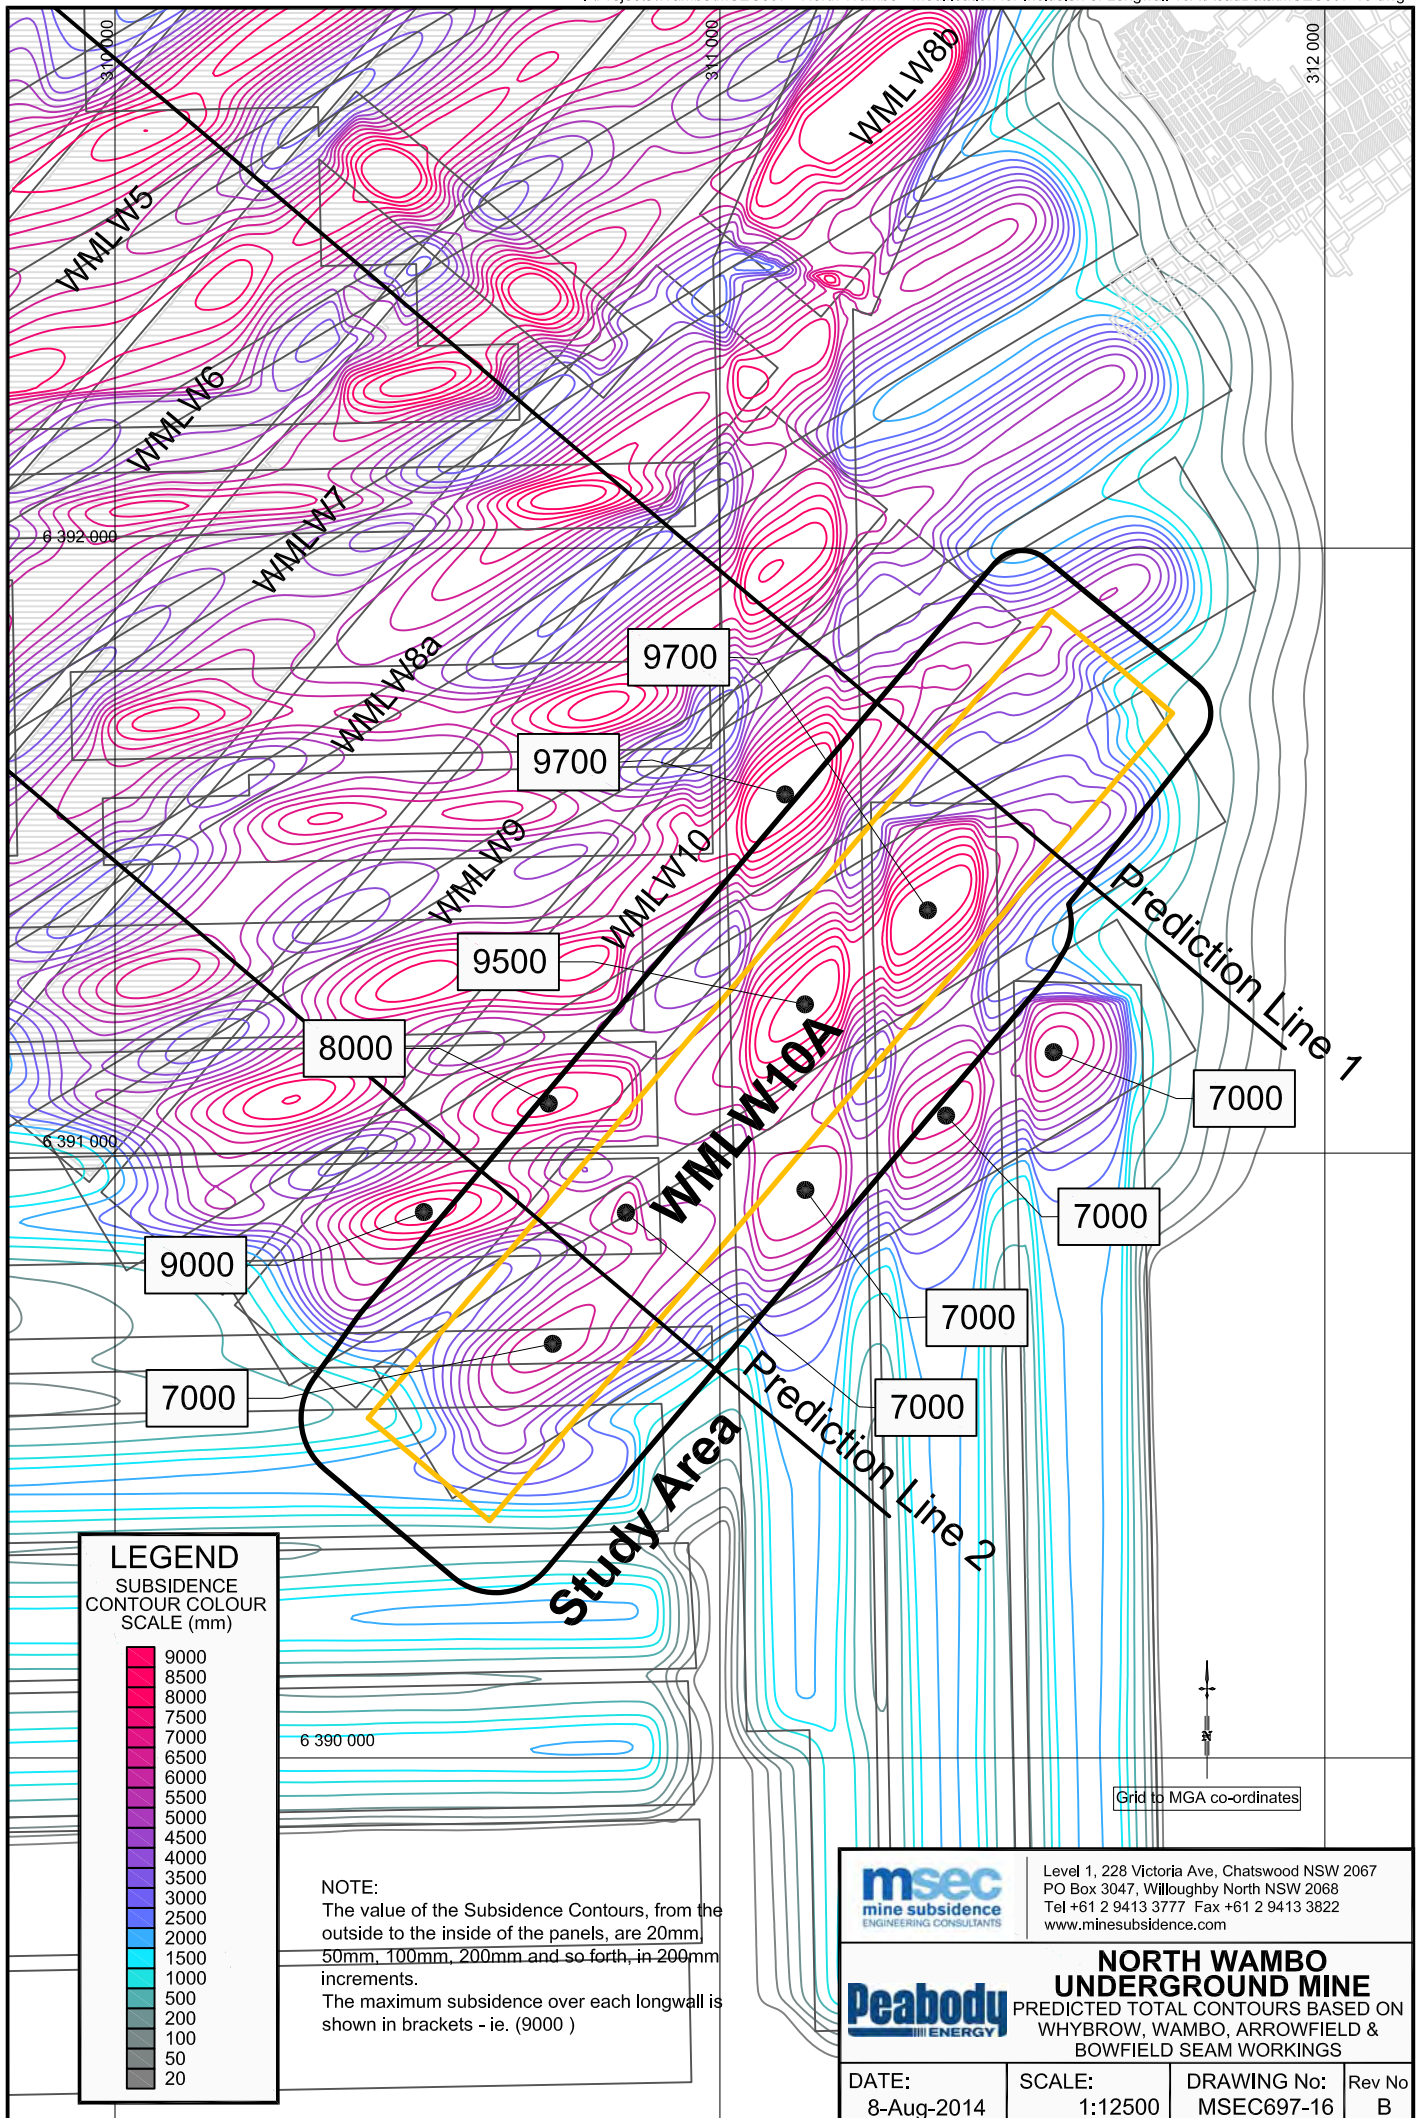 310 000
311 000
312 000
WMLW8b
WMLW5
WMLW6
WMLW7
6 392 000
WMLW8a
9700
9700
WMLW9
WMLW10
9500
8000
WMLW10A
Prediction Line 1
7000
6 391 000
7000
9000
7000
7000
7000
Prediction Line 2
Study Area
LEGEND
SUBSIDENCE
CONTOUR COLOUR
SCALE (mm)
9000
8500
8000
7500
7000
6500
6000
5500
5000
4500
4000
3500
3000
2500
2000
1500
1000
500
200
100
50
20
6 390 000
N
Grid to MGA co-ordinates
NOTE:
The value of the Subsidence Contours, from the
outside to the inside of the panels, are 20mm,
50mm, 100mm, 200mm and so forth, in 200mm
increments.
The maximum subsidence over each longwall is
shown in brackets - ie. (9000 )
msec
mine subsidence
ENGINEERING CONSULTANTS
Level 1, 228 Victoria Ave, Chatswood NSW 2067
PO Box 3047, Willoughby North NSW 2068
Tel +61 2 9413 3777 Fax +61 2 9413 3822
www.minesubsidence.com
Peabody
ENERGY
NORTH WAMBO
UNDERGROUND MINE
PREDICTED TOTAL CONTOURS BASED ON
WHYBROW, WAMBO, ARROWFIELD &
BOWFIELD SEAM WORKINGS
DATE:
8-Aug-2014
SCALE:
1:12500
DRAWING No:
MSEC697-16
Rev No
B